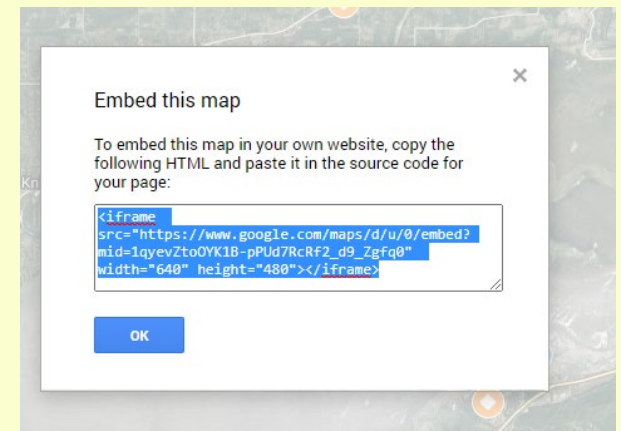 ×
Embed this map
To embed this map in your own website, copy the
following HTML and paste it in the source code for
your page:
Kn
<iframe
src="https://www.google.com/maps/d/u/0/embed?
mid=1qyevZtoOYK1B-pPUd7RcRf2_d9_Zgfq0"
width="640" height="480"></iframe>
OK